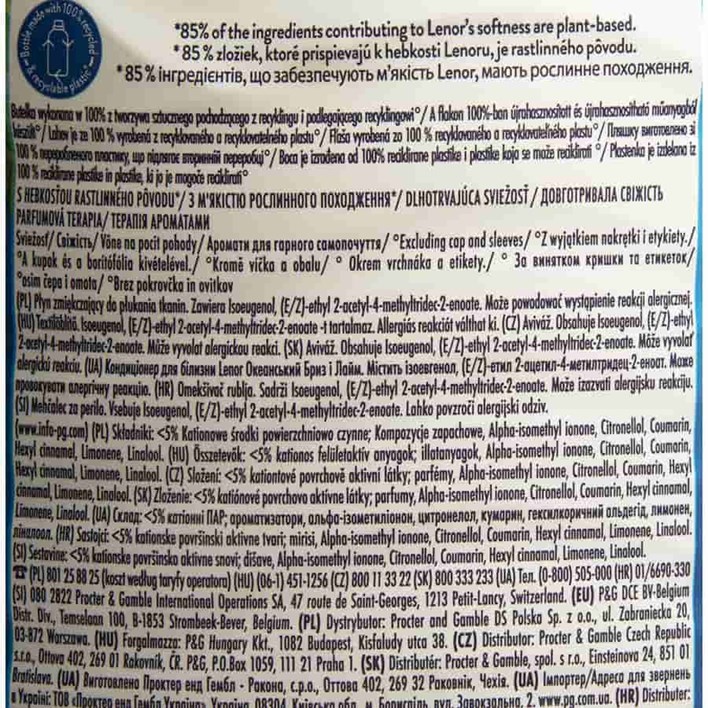 Bottle made with 100% recycled & recyclable plastic°
*85% of the ingredients contributing to Lenor's softness are plant-based.
*85 % zložiek, ktoré prispievajú k hebkosti Lenoru, je rastlinného pôvodu.
*85 % інгредієнтів, що забезпечують м'якість Lenor, мають рослинне походження.
Butelka wykonana w 100% z tworzywa sztucznego pochodzącego z recyklingu i podlegającego recyklingowi°/ A flakon 100%-ban újrahasznosított és újrahasznosítható műanyagból
készült°/ Lahev je ze 100 % vyrobená z recyklovaného a recyklovatelného plastu°/ Fľaša vyrobená zo 100 % recyklovaného a recyklovateľného plastu°/ Пляшку виготовлено зі
100 % переробленого пластику, що підлягає вторинній переробці°/ Boca je izrađena od 100% reciklirane plastike i plastike koja se može reciklirati °/ Plastenka je izdelana iz
100 % reciklirane plastike in plastike, ki jo je mogoče reciklirati°
S HEBKOSŤOU RASTLINNÉHO PÔVODU*/ З М'ЯКІСТЮ РОСЛИННОГО ПОХОДЖЕННЯ*/ DLHOTRVAJÚCA SVIEŽOSŤ/ ДОВГОТРИВАЛА СВІЖІСТЬ
PARFUMOVÁ TERAPIA/ ТЕРАПІЯ АРОМАТАМИ
Sviežosť/ Свіжість/ Vône na pocit pohody/ Аромати для гарного самопочуття/ °Excluding cap and sleeves/ °Z wyjątkiem nakrętki i etykiety./
°A kupak és a borítófólia kivételével./ °Kromě víčka a obalu/ ° Okrem vrchnáka a etikety./ ° За винятком кришки та етикеток/
°osim čepa i omota/ °Brez pokrovčka in ovitkov
(PL) Płyn zmiękczający do płukania tkanin. Zawiera Isoeugenol, (E/Z)-ethyl 2-acetyl-4-methyltridec-2-enoate. Może powodować wystąpienie reakcji alergicznej.
(HU) Textilöblítő. Isoeugenol, (E/Z)-ethyl 2-acetyl-4-methyltridec-2-enoate -t tartalmaz. Allergiás reakciót válthat ki. (CZ) Aviváž. Obsahuje Isoeugenol, (E/Z)-ethyl
2-acetyl-4-methyltridec-2-enoate. Může vyvolat alergickou reakci. (SK) Aviváž. Obsahuje Isoeugenol, (E/Z)-ethyl 2-acetyl-4-methyltridec-2-enoate. Môže vyvolať
alergickú reakciu. (UA) Кондиціонер для білизни Lenor Океанський Бриз і Лайм. Містить ізоевгенол, (E/Z)-етил 2-ацетил-4-метилтридец-2-еноат. Може
провокувати алергічну реакцію. (HR) Omekšivač rublja. Sadrži Isoeugenol, (E/Z)-ethyl 2-acetyl-4-methyltridec-2-enoate. Može izazvati alergijsku reakciju.
(SI) Mehčalec za perilo. Vsebuje Isoeugenol, (E/Z)-ethyl 2-acetyl-4-methyltridec-2-enoate. Lahko povzroči alergijski odziv.
(www.info-pg.com) (PL) Składniki: <5% Kationowe środki powierzchniowo czynne; Kompozycje zapachowe, Alpha-isomethyl ionone, Citronellol, Coumarin,
Hexyl cinnamal, Limonene, Linalool. (HU) Összetevők: <5% kationos felületaktív anyagok; illatanyagok, Alpha-isomethyl ionone, Citronellol, Coumarin,
Hexyl cinnamal, Limonene, Linalool. (CZ) Složení: <5% kationtové povrchově aktivní látky; parfémy, Alpha-isomethyl ionone, Citronellol, Coumarin, Hexyl
cinnamal, Limonene, Linalool. (SK) Zloženie: <5% katiónové povrchovo aktívne látky; parfumy, Alpha-isomethyl ionone, Citronellol, Coumarin, Hexyl cinnamal,
Limonene, Linalool. (UA) Склад: <5% катіонні ПАР; ароматизатори, альфа-ізометиліонон, цитронелол, кумарин, гексилкоричний альдегід, лимонен,
ліналоол. (HR) Sastojci: <5% kationske površinski aktivne tvari; mirisi, Alpha-isomethyl ionone, Citronellol, Coumarin, Hexyl cinnamal, Limonene, Linalool.
(SI) Sestavine: <5% kationske površinsko aktivne snovi; dišave, Alpha-isomethyl ionone, Citronellol, Coumarin, Hexyl cinnamal, Limonene, Linalool.
☎ (PL) 801 25 88 25 (koszt według taryfy operatora) (HU) (06-1) 451-1256 (CZ) 800 11 33 22 (SK) 800 333 233 (UA) Тел. (0-800) 505-000 (HR) 01/6690-330
(SI) 080 2822 Procter & Gamble International Operations SA, 47 route de Saint-Georges, 1213 Petit-Lancy, Switzerland. (EU) P&G DCE BV-Belgium
Distr. Div., Temselaan 100, B-1853 Strombeek-Bever, Belgium. (PL) Dystrybutor: Procter and Gamble DS Polska Sp. z o.o., ul. Zabraniecka 20,
03-872 Warszawa. (HU) Forgalmazza: P&G Hungary Kkt., 1082 Budapest, Kisfaludy utca 38. (CZ) Distributor: Procter & Gamble Czech Republic
s.r.o., Ottova 402, 269 01 Rakovník, ČR. P&G, P.O.Box 1059, 111 21 Praha 1. (SK) Distribútor: Procter & Gamble, spol. s r.o., Einsteinova 24, 851 01
Bratislava. (UA) Виготовлено Проктер енд Гембл - Ракона, с.р.о., Оттова 402, 269 32 Раковнік, Чехія. (UA) Імпортер/Адреса для звернень
в Україні: ТОВ «Проктер енд Гембл Україна», Україна, 08304, Київська обл., м. Бориспіль, вул. Завокзальна, 2. www.pg.com.ua. (HR) Distributer: